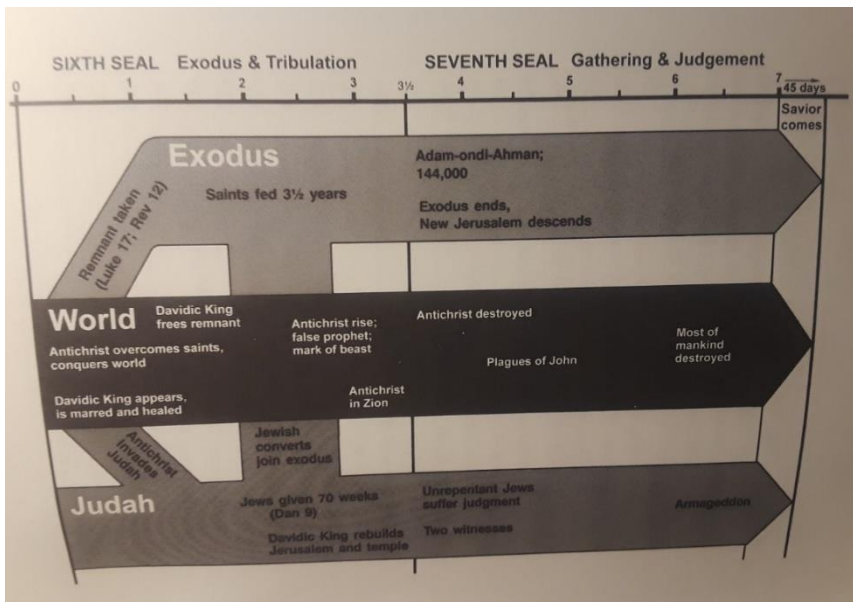 SIXTH SEAL Exodus & Tribulation
SEVENTH SEAL Gathering & Judgement
0
1
2
3
3½
4
5
6
7
45 days
Savior
comes
Exodus
Remnant taken
(Luke 17; Rev 12)
Saints fed 3½ years
Adam-ondi-Ahman;
144,000
Exodus ends,
New Jerusalem descends
World
Davidic King
frees remnant
Antichrist overcomes saints,
conquers world
Davidic King appears,
is marred and healed
Antichrist rise;
false prophet;
mark of beast
Antichrist
in Zion
Antichrist destroyed
Plagues of John
Most of
mankind
destroyed
Antichrist
invades
Judah
Jewish
converts
join exodus
Judah
Jews given 70 weeks
(Dan 9)
Davidic King rebuilds
Jerusalem and temple
Unrepentant Jews
suffer judgment
Two witnesses
Armageddon